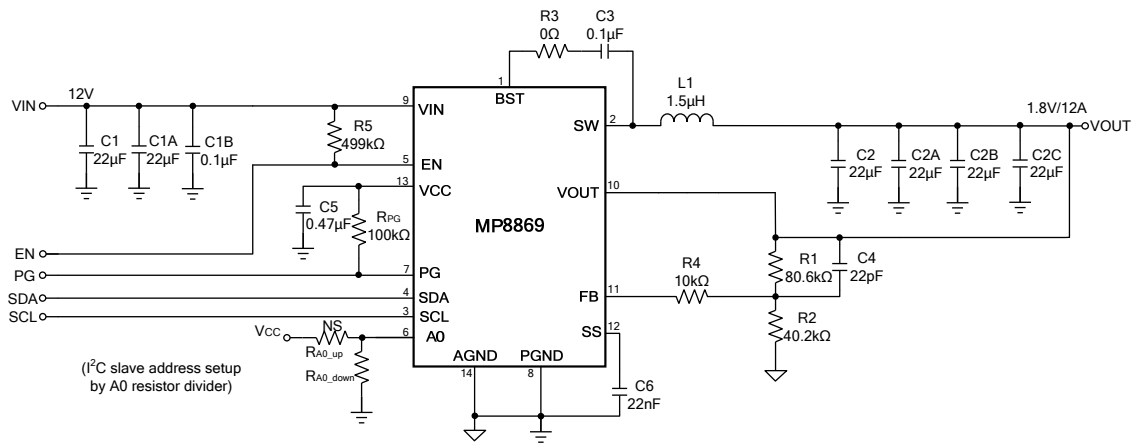 R3
0Ω
C3
0.1µF
1
BST
L1
1.5µH
12V
VIN
9
VIN
SW
2
1.8V/12A
VOUT
C1
22µF
C1A
22µF
C1B
0.1µF
R5
499kΩ
C2
22µF
C2A
22µF
C2B
22µF
C2C
22µF
5
EN
13
VCC
VOUT
10
C5
0.47µF
RPG
100kΩ
MP8869
EN
PG
7
PG
R1
80.6kΩ
C4
22pF
R4
10kΩ
SDA
4
SDA
FB
11
SCL
3
SCL
R2
40.2kΩ
VCC
NS
6
A0
SS
12
RA0_up
RA0_down
AGND
14
PGND
8
C6
22nF
(I²C slave address setup
by A0 resistor divider)